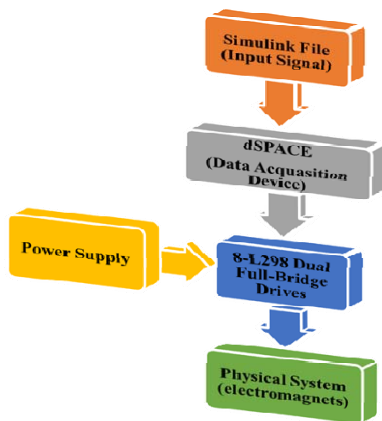 Simulink File
(Input Signal)
dSPACE
(Data Acquasition
Device)
Power Supply
8-L298 Dual
Full-Bridge
Drives
Physical System
(electromagnets)